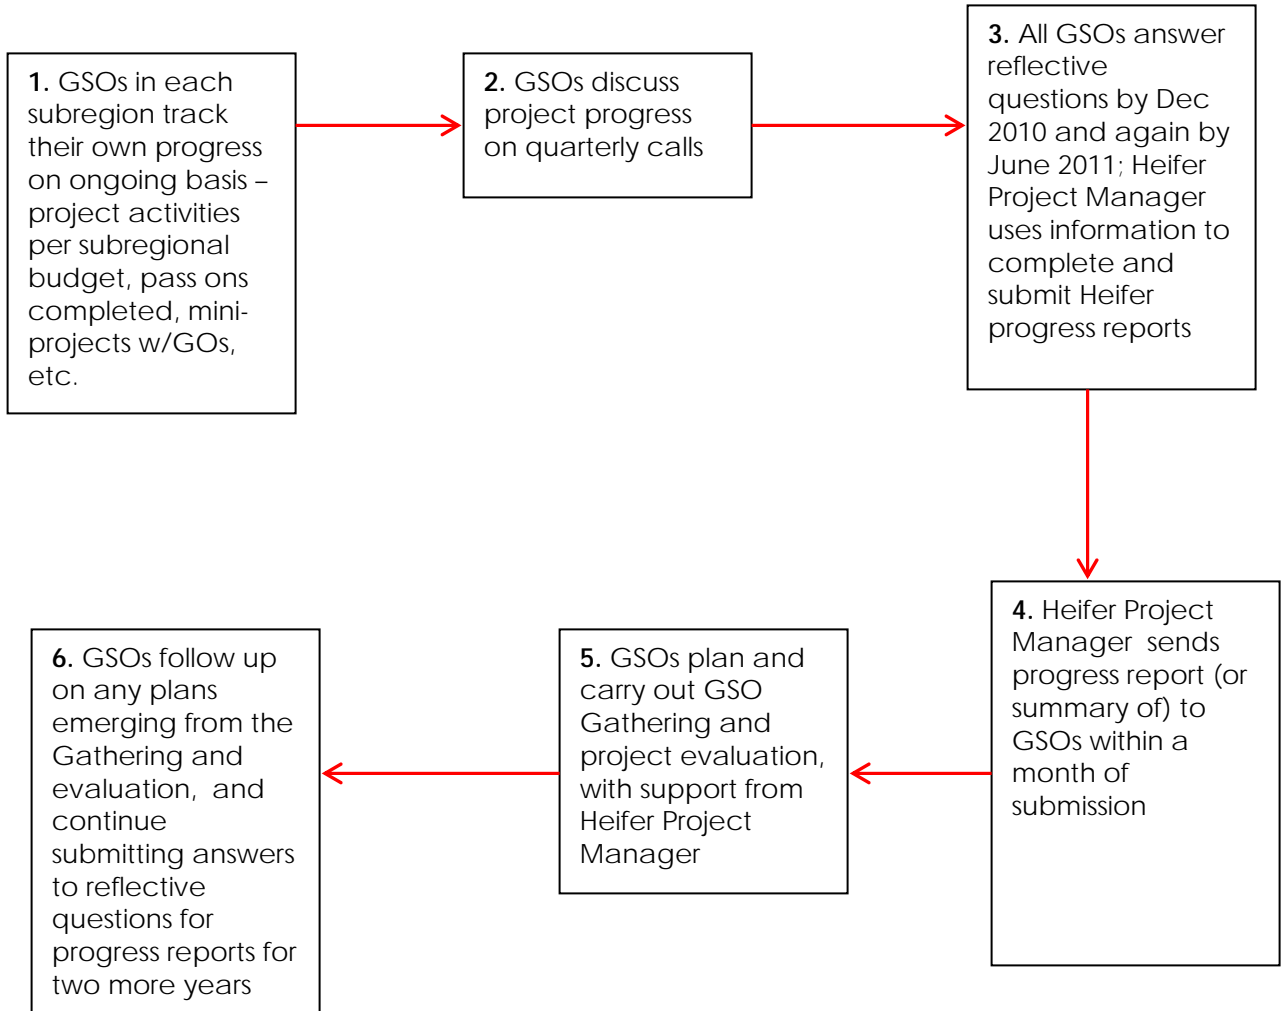 1. GSOs in each
subregion track
their own progress
on ongoing basis –
project activities
per subregional
budget, pass ons
completed, mini-
projects w/GOs,
etc.
2. GSOs discuss
project progress
on quarterly calls
3. All GSOs answer
reflective
questions by Dec
2010 and again by
June 2011; Heifer
Project Manager
uses information to
complete and
submit Heifer
progress reports
4. Heifer Project
Manager  sends
progress report (or
summary of) to
GSOs within a
month of
submission
5. GSOs plan and
carry out GSO
Gathering and
project evaluation,
with support from
Heifer Project
Manager
6. GSOs follow up
on any plans
emerging from the
Gathering and
evaluation,  and
continue
submitting answers
to reflective
questions for
progress reports for
two more years